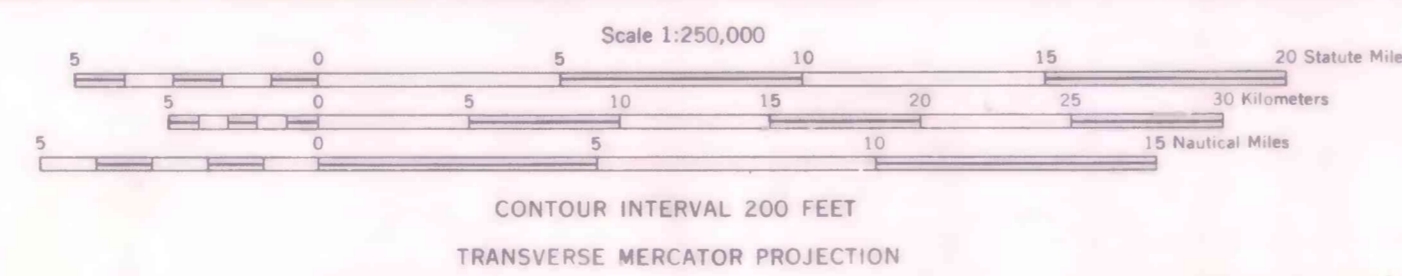 Scale 1:250,000
5 0 5 10 15 20 Statute Mile
5 0 5 10 15 20 25 30 Kilometers
5 0 5 10 15 Nautical Miles
CONTOUR INTERVAL 200 FEET
TRANSVERSE MERCATOR PROJECTION